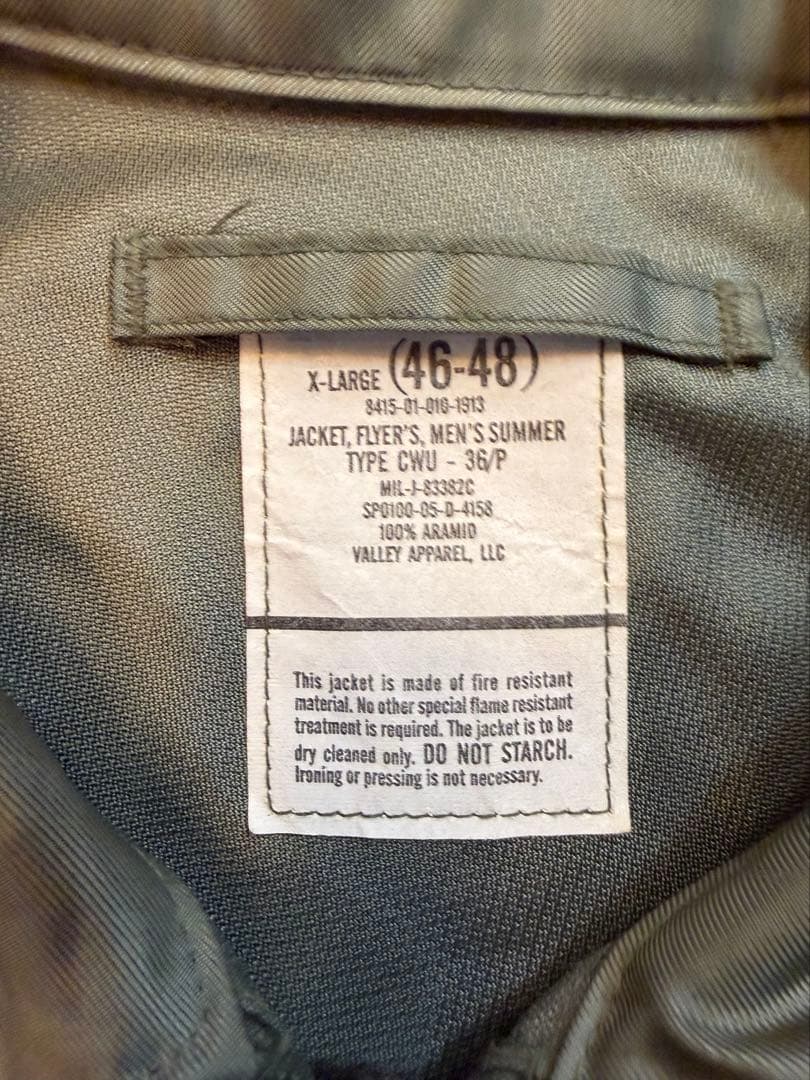 X-LARGE (46-48)
8415-01-010-1913
JACKET, FLYER'S, MEN'S SUMMER
TYPE CWU - 36/P
MIL-J-83382C
SP0100-05-D-4158
100% ARAMID
VALLEY APPAREL, LLC
This jacket is made of fire resistant
material. No other special flame resistant
treatment is required. The jacket is to be
dry cleaned only. DO NOT STARCH.
Ironing or pressing is not necessary.